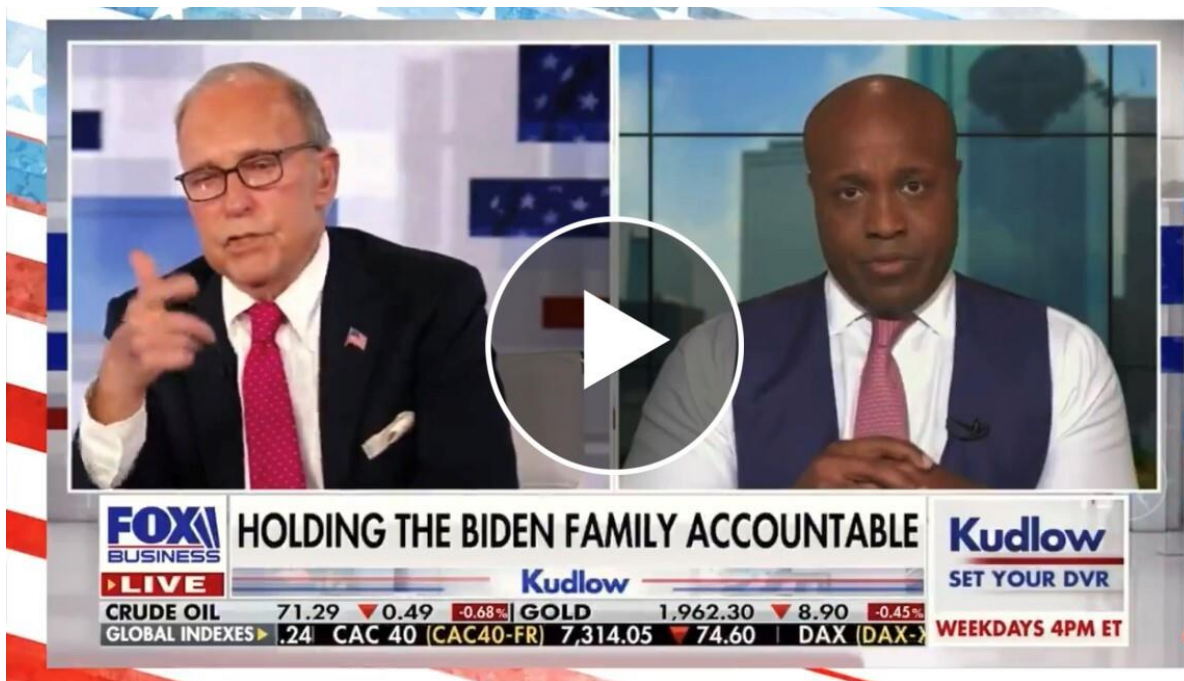 FOX
BUSINESS
LIVE
HOLDING THE BIDEN FAMILY ACCOUNTABLE
Kudlow
Kudlow
SET YOUR DVR
WEEKDAYS 4PM ET
CRUDE OIL 71.29 ▼0.49 -0.68% GOLD 1,962.30 ▼8.90 -0.45%
GLOBAL INDEXES .24 CAC 40 (CAC40-FR) 7,314.05 ▼74.60 DAX (DAX-